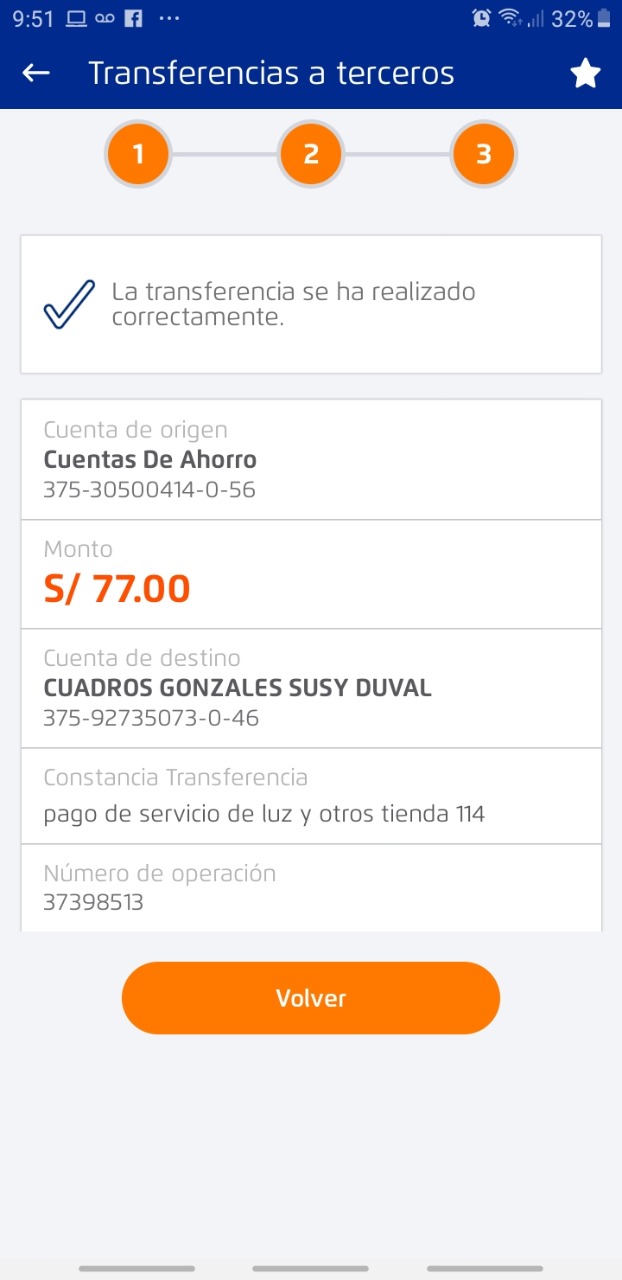 9:51 32%
Transferencias a terceros
1 2 3
La transferencia se ha realizado
correctamente.
Cuenta de origen
Cuentas De Ahorro
375-30500414-0-56
Monto
S/ 77.00
Cuenta de destino
CUADROS GONZALES SUSY DUVAL
375-92735073-0-46
Constancia Transferencia
pago de servicio de luz y otros tienda 114
Número de operación
37398513
Volver